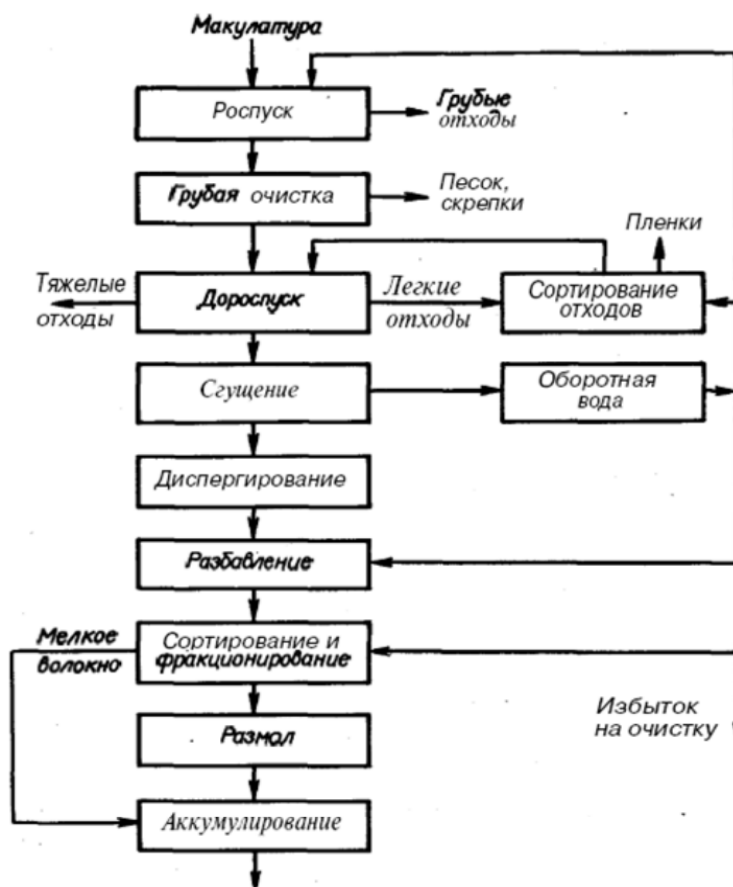 Макулатура
Роспуск
Грубые
отходы
Грубая очистка
Песок,
скрепки
Пленки
Тяжелые
отходы
Дороспуск
Легкие
отходы
Сортирование
отходов
Сгущение
Оборотная
вода
Диспергирование
Разбавление
Мелкое
волокно
Сортирование и
фракционирование
Избыток
на очистку
Размол
Аккумулирование